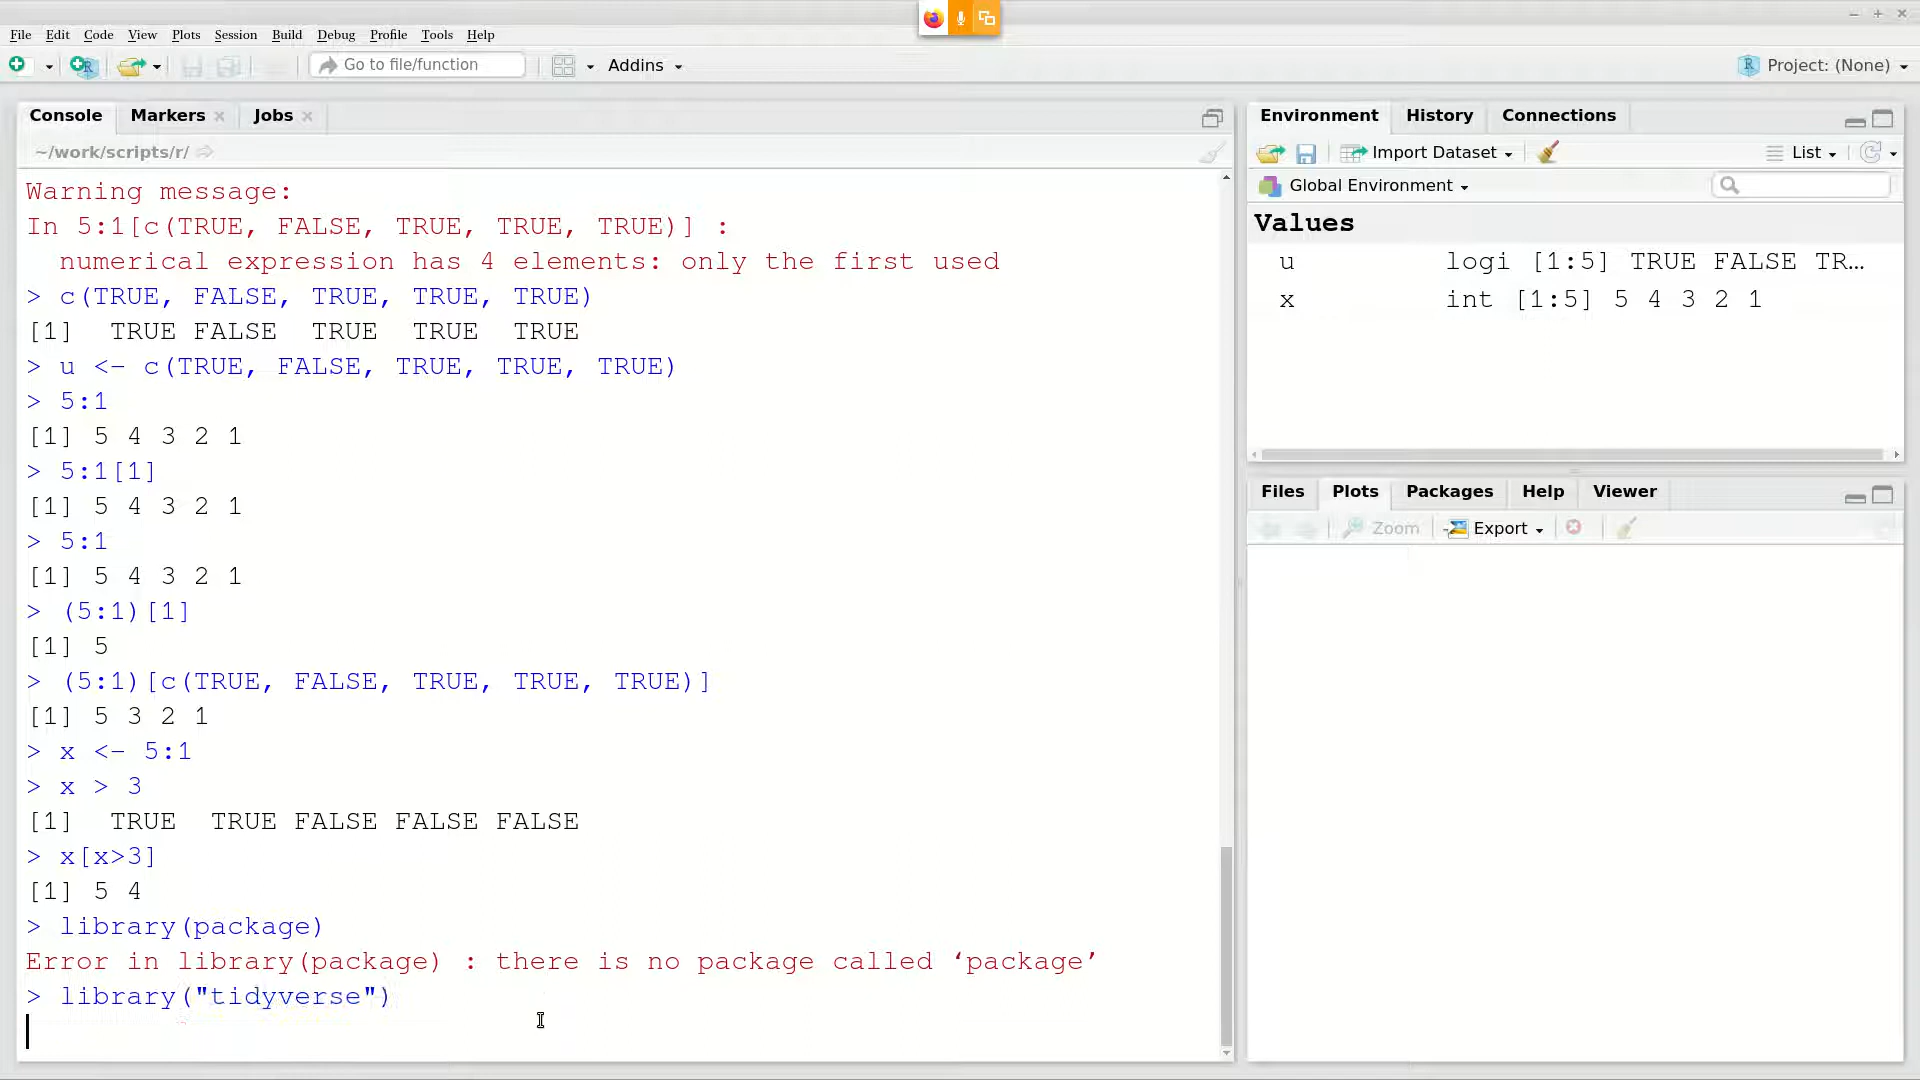 File Edit Code View Plots Session Build Debug Profile Tools Help
Go to file/function Addins Project: (None)
Console Markers Jobs
~/work/scripts/r/
Warning message:
In 5:1[c(TRUE, FALSE, TRUE, TRUE, TRUE)] :
  numerical expression has 4 elements: only the first used
> c(TRUE, FALSE, TRUE, TRUE, TRUE)
[1]  TRUE FALSE  TRUE  TRUE  TRUE
> u <- c(TRUE, FALSE, TRUE, TRUE, TRUE)
> 5:1
[1] 5 4 3 2 1
> 5:1[1]
[1] 5 4 3 2 1
> 5:1
[1] 5 4 3 2 1
> (5:1)[1]
[1] 5
> (5:1)[c(TRUE, FALSE, TRUE, TRUE, TRUE)]
[1] 5 3 2 1
> x <- 5:1
> x > 3
[1]  TRUE  TRUE FALSE FALSE FALSE
> x[x>3]
[1] 5 4
> library(package)
Error in library(package) : there is no package called ‘package’
> library("tidyverse")
Environment History Connections
Import Dataset List
Global Environment
Values
u logi [1:5] TRUE FALSE TR…
x int [1:5] 5 4 3 2 1
Files Plots Packages Help Viewer
Zoom Export